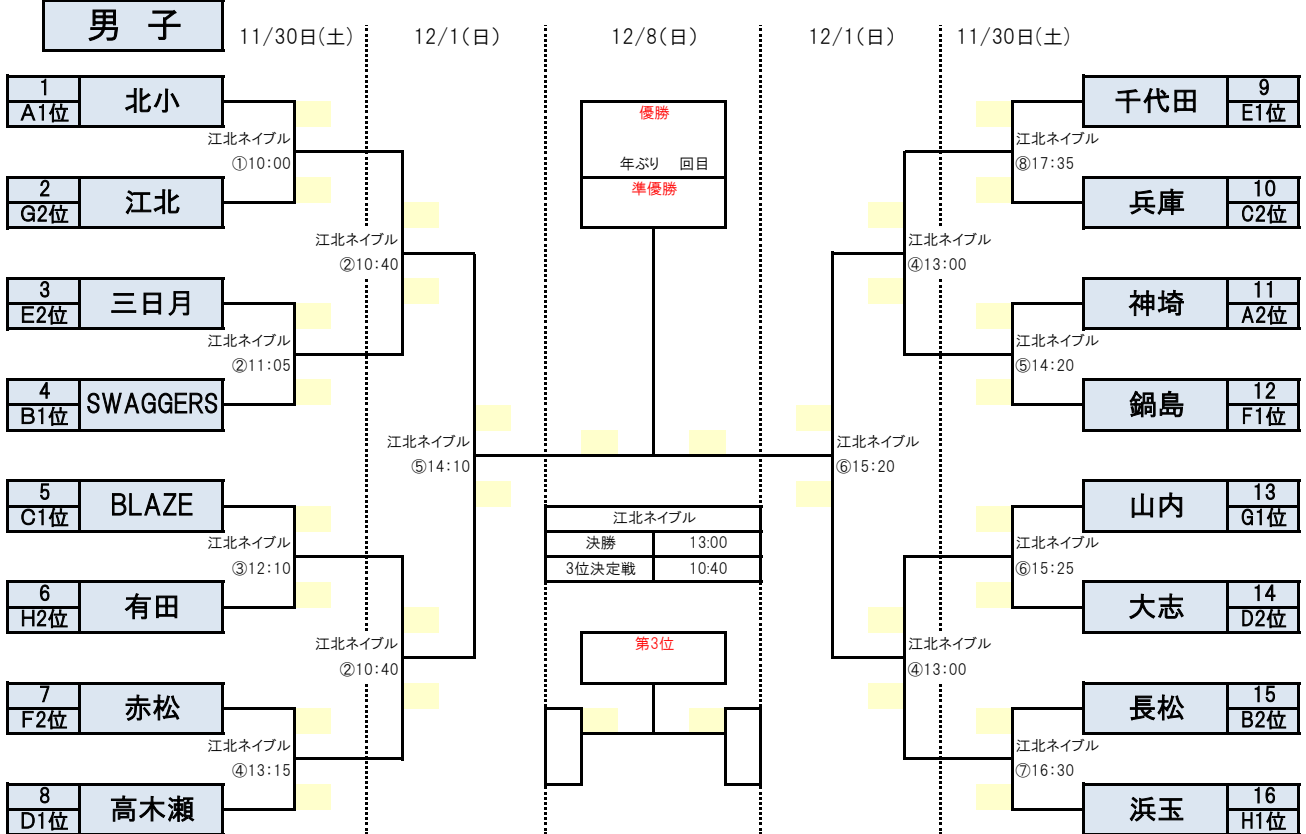 男 子
11/30日(土)
12/1(日)
12/8(日)
12/1(日)
11/30日(土)
1
A1位
北小
江北ネイブル
①10:00
2
G2位
江北
江北ネイブル
②10:40
3
E2位
三日月
江北ネイブル
②11:05
4
B1位
SWAGGERS
江北ネイブル
⑤14:10
5
C1位
BLAZE
江北ネイブル
③12:10
6
H2位
有田
江北ネイブル
②10:40
7
F2位
赤松
江北ネイブル
④13:15
8
D1位
高木瀬
優勝
年ぶり 回目
準優勝
江北ネイブル
決勝 13:00
3位決定戦 10:40
第3位
千代田
9
E1位
江北ネイブル
⑧17:35
兵庫
10
C2位
江北ネイブル
④13:00
神埼
11
A2位
江北ネイブル
⑤14:20
鍋島
12
F1位
江北ネイブル
⑥15:20
山内
13
G1位
江北ネイブル
⑥15:25
大志
14
D2位
江北ネイブル
④13:00
長松
15
B2位
江北ネイブル
⑦16:30
浜玉
16
H1位